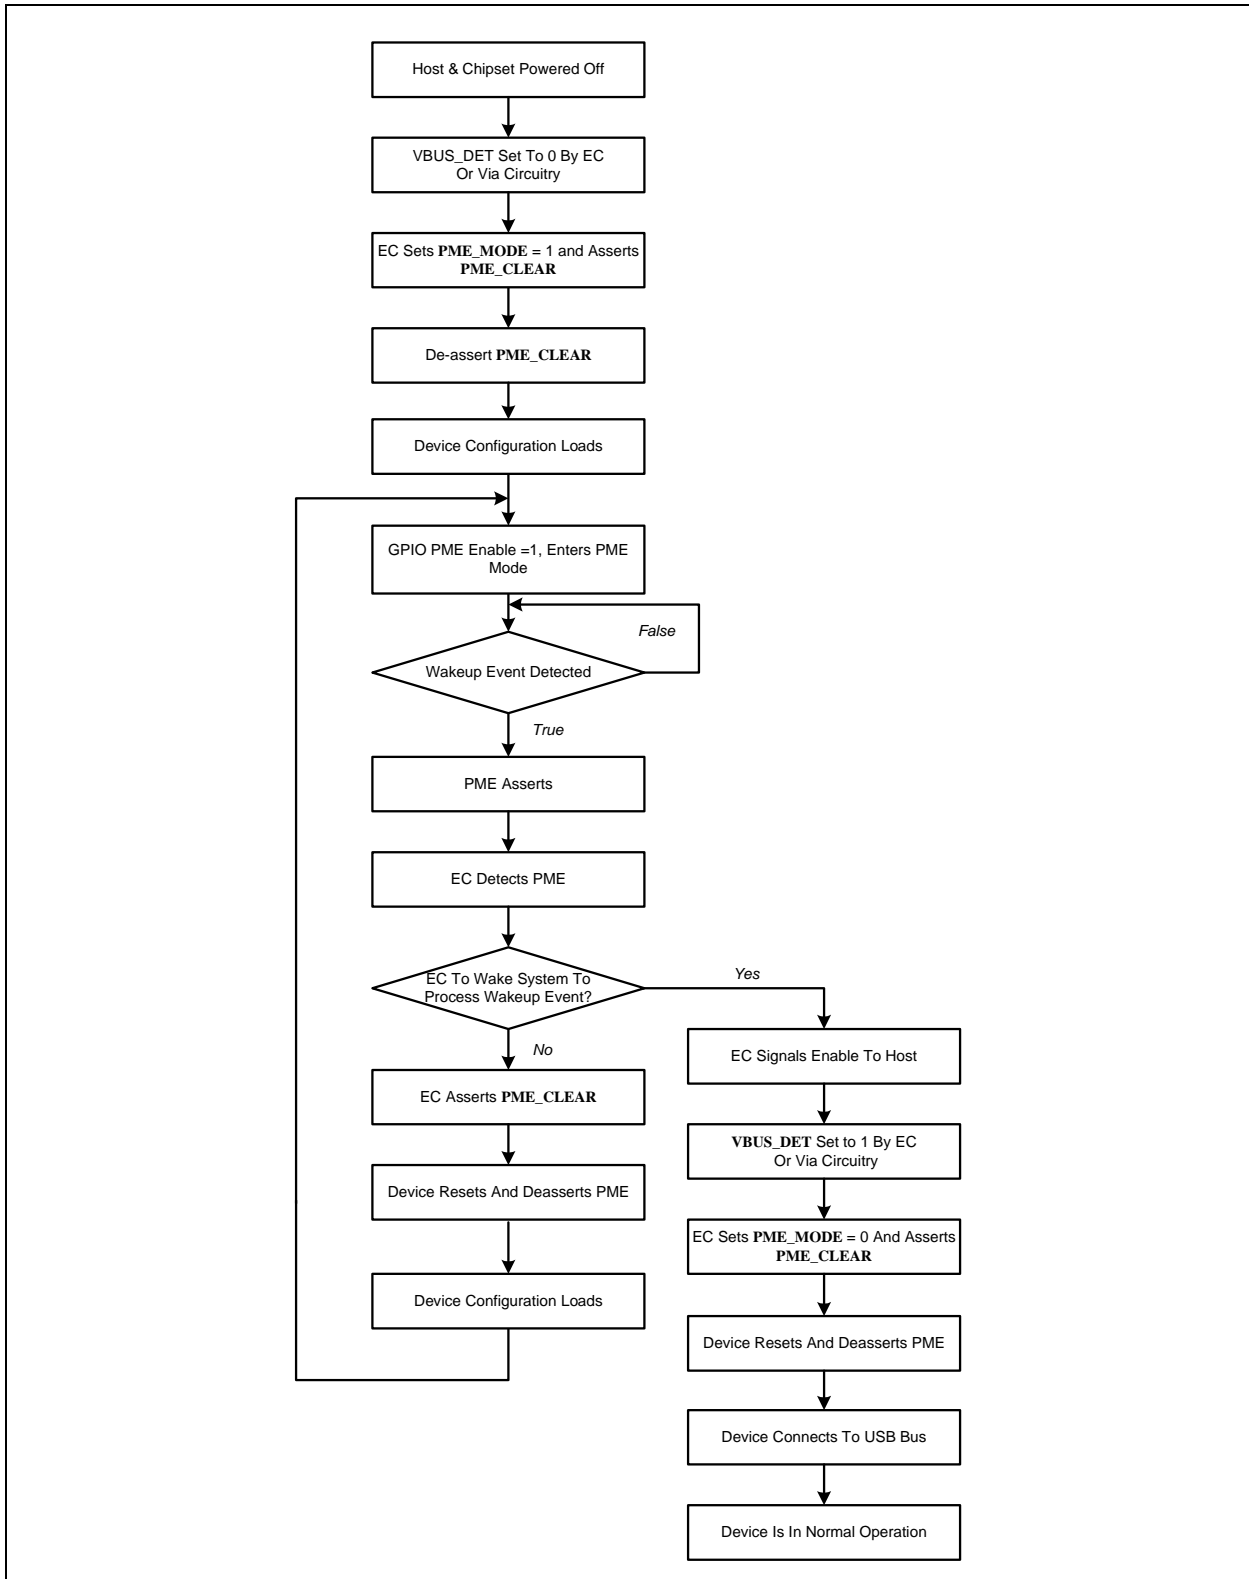 Host & Chipset Powered Off
VBUS_DET Set To 0 By EC
Or Via Circuitry
EC Sets PME_MODE = 1 and Asserts
PME_CLEAR
De-assert PME_CLEAR
Device Configuration Loads
GPIO PME Enable =1, Enters PME
Mode
False
Wakeup Event Detected
True
PME Asserts
EC Detects PME
EC To Wake System To
Process Wakeup Event?
Yes
No
EC Asserts PME_CLEAR
Device Resets And Deasserts PME
Device Configuration Loads
EC Signals Enable To Host
VBUS_DET Set to 1 By EC
Or Via Circuitry
EC Sets PME_MODE = 0 And Asserts
PME_CLEAR
Device Resets And Deasserts PME
Device Connects To USB Bus
Device Is In Normal Operation